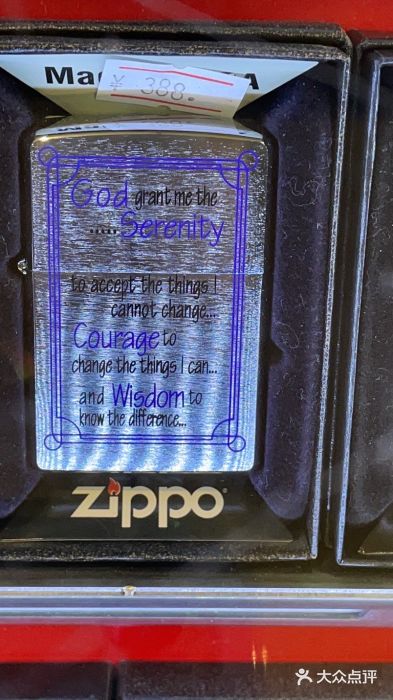 Ma
A
¥ 388.
God grant me the
..... Serenity
to accept the things I
cannot change...
Courage to
change the things I can...
and Wisdom to
know the difference...
zippo
大众点评